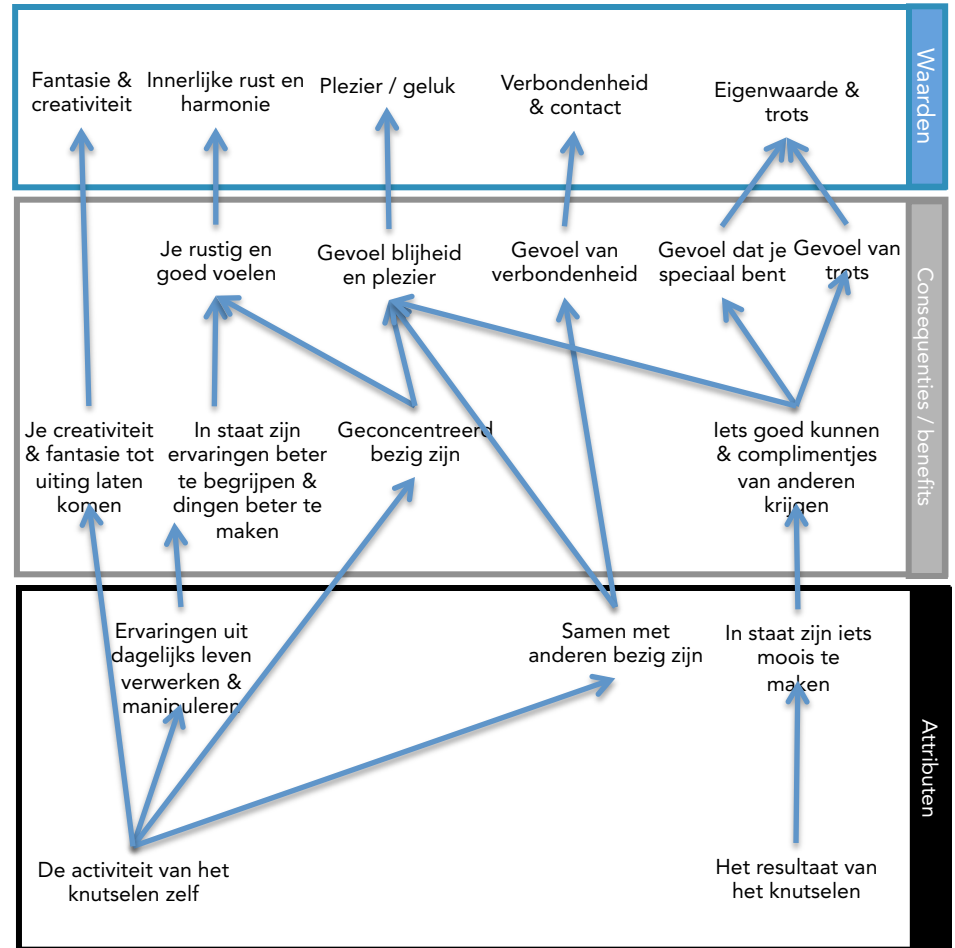 Waarden
Fantasie &
creativiteit
Innerlijke rust en
harmonie
Plezier / geluk
Verbondenheid
& contact
Eigenwaarde &
trots
Consequenties / benefits
Je rustig en
goed voelen
Gevoel blijheid
en plezier
Gevoel van
verbondenheid
Gevoel dat je
speciaal bent
Gevoel van
trots
Je creativiteit
& fantasie tot
uiting laten
komen
In staat zijn
ervaringen beter
te begrijpen &
dingen beter te
maken
Geconcentreerd
bezig zijn
Iets goed kunnen
& complimentjes
van anderen
krijgen
Attributen
Ervaringen uit
dagelijks leven
verwerken &
manipuleren
Samen met
anderen bezig zijn
In staat zijn iets
moois te
maken
De activiteit van het
knutselen zelf
Het resultaat van
het knutselen